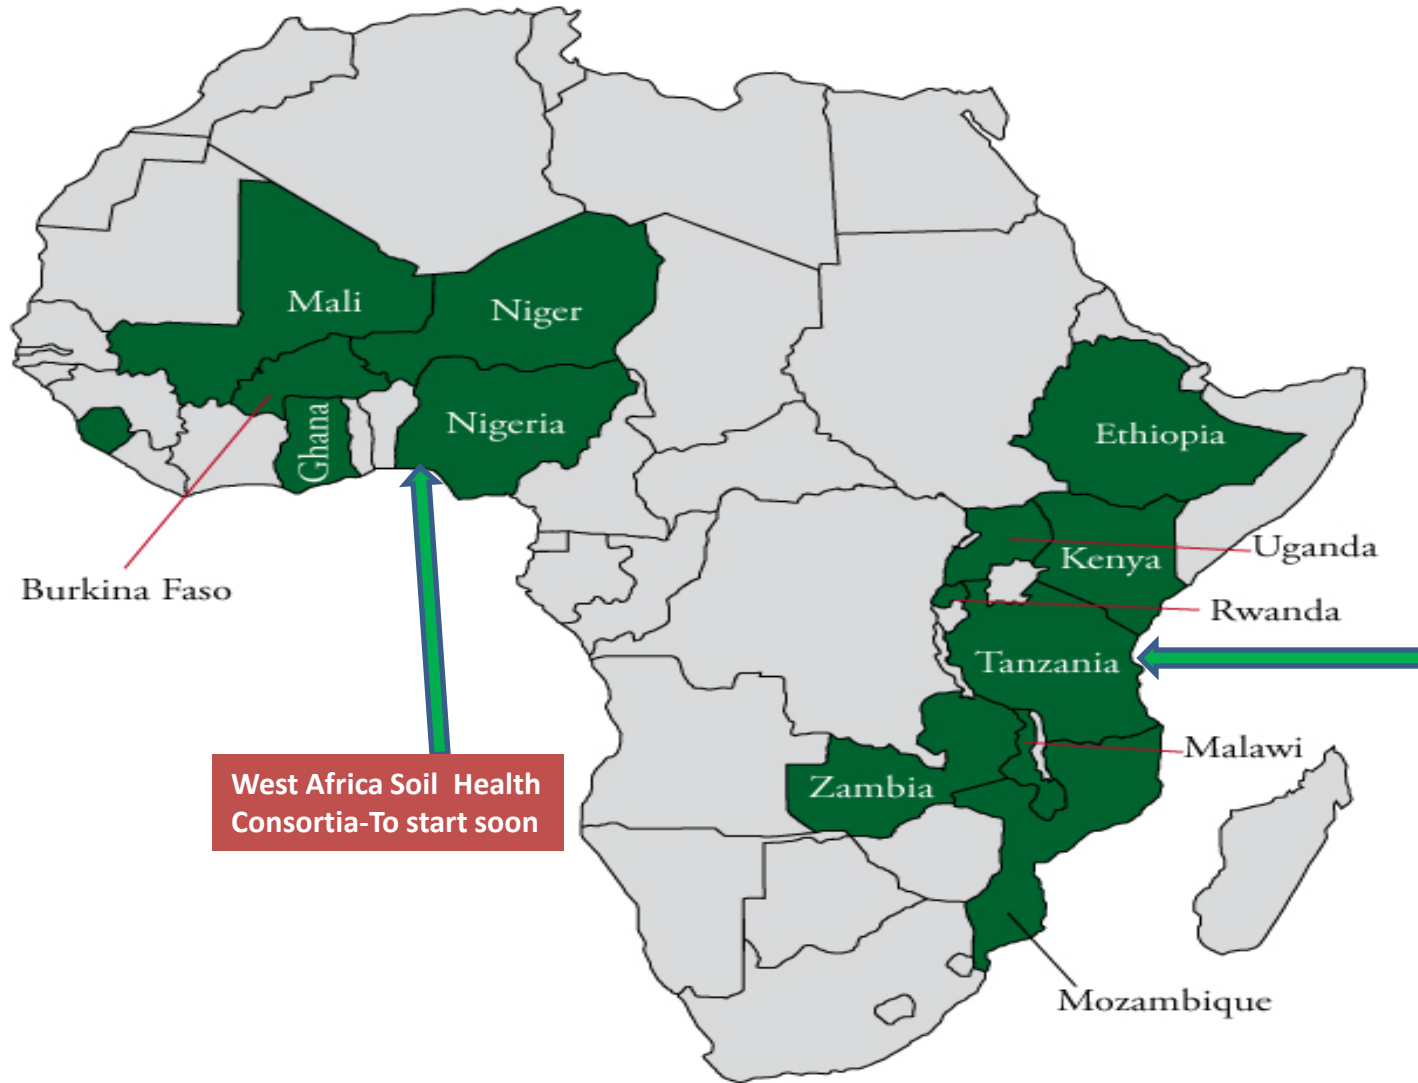 Mali
Niger
Ghana
Nigeria
Ethiopia
Burkina Faso
Uganda
Kenya
Rwanda
Tanzania
Malawi
Zambia
West Africa Soil Health
Consortia-To start soon
Mozambique